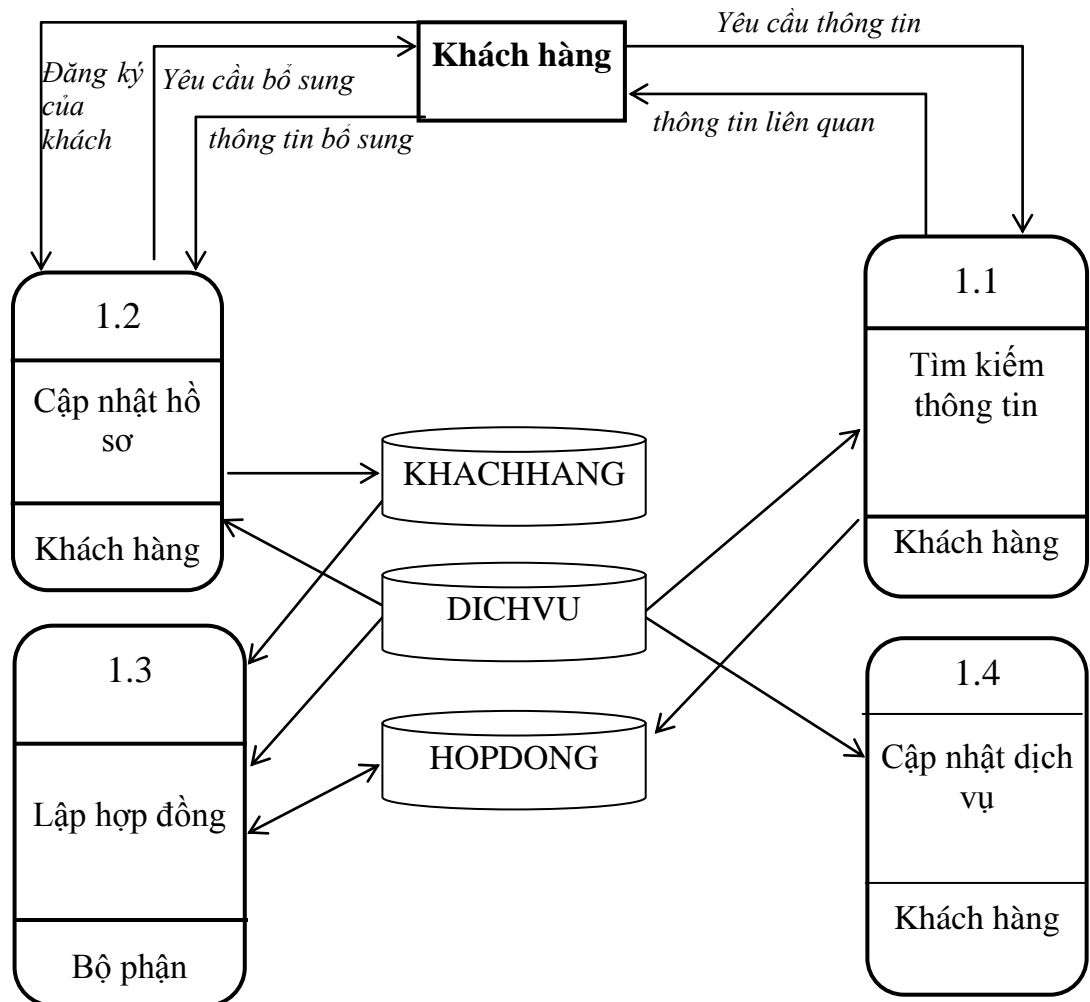 Yêu cầu thông tin
Khách hàng
Đăng ký
của
khách
Yêu cầu bổ sung
thông tin bổ sung
thông tin liên quan
1.2
Cập nhật hồ
sơ
Khách hàng
1.1
Tìm kiếm
thông tin
Khách hàng
KHACHHANG
DICHVU
HOPDONG
1.3
Lập hợp đồng
Bộ phận
1.4
Cập nhật dịch
vụ
Khách hàng